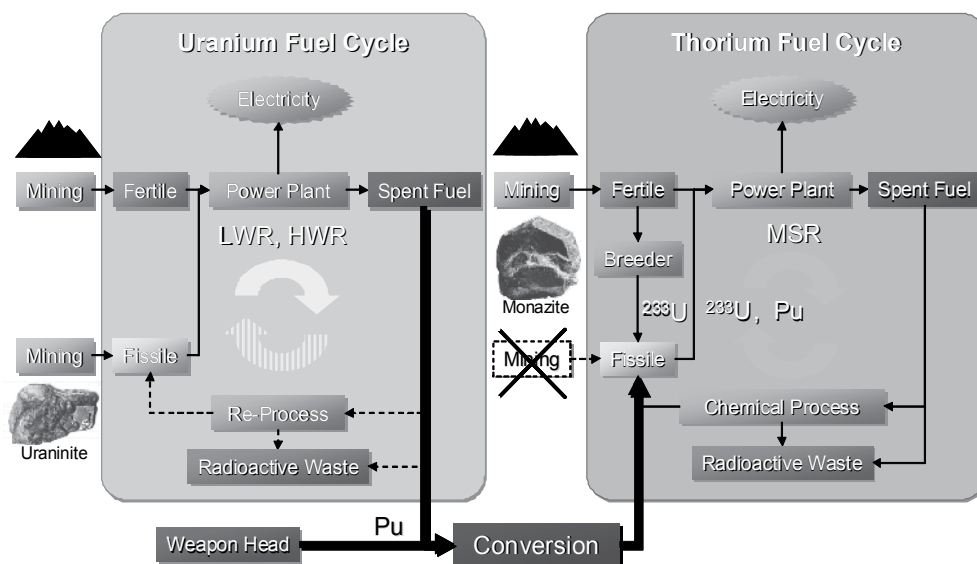 Uranium Fuel Cycle
Electricity
Mining
Fertile
Power Plant
Spent Fuel
LWR, HWR
Mining
Fissile
Uraninite
Re-Process
Radioactive Waste
Thorium Fuel Cycle
Electricity
Mining
Fertile
Power Plant
Spent Fuel
MSR
Breeder
Monazite
²³³U
²³³U, Pu
Mining
Fissile
Chemical Process
Radioactive Waste
Weapon Head
Pu
Conversion